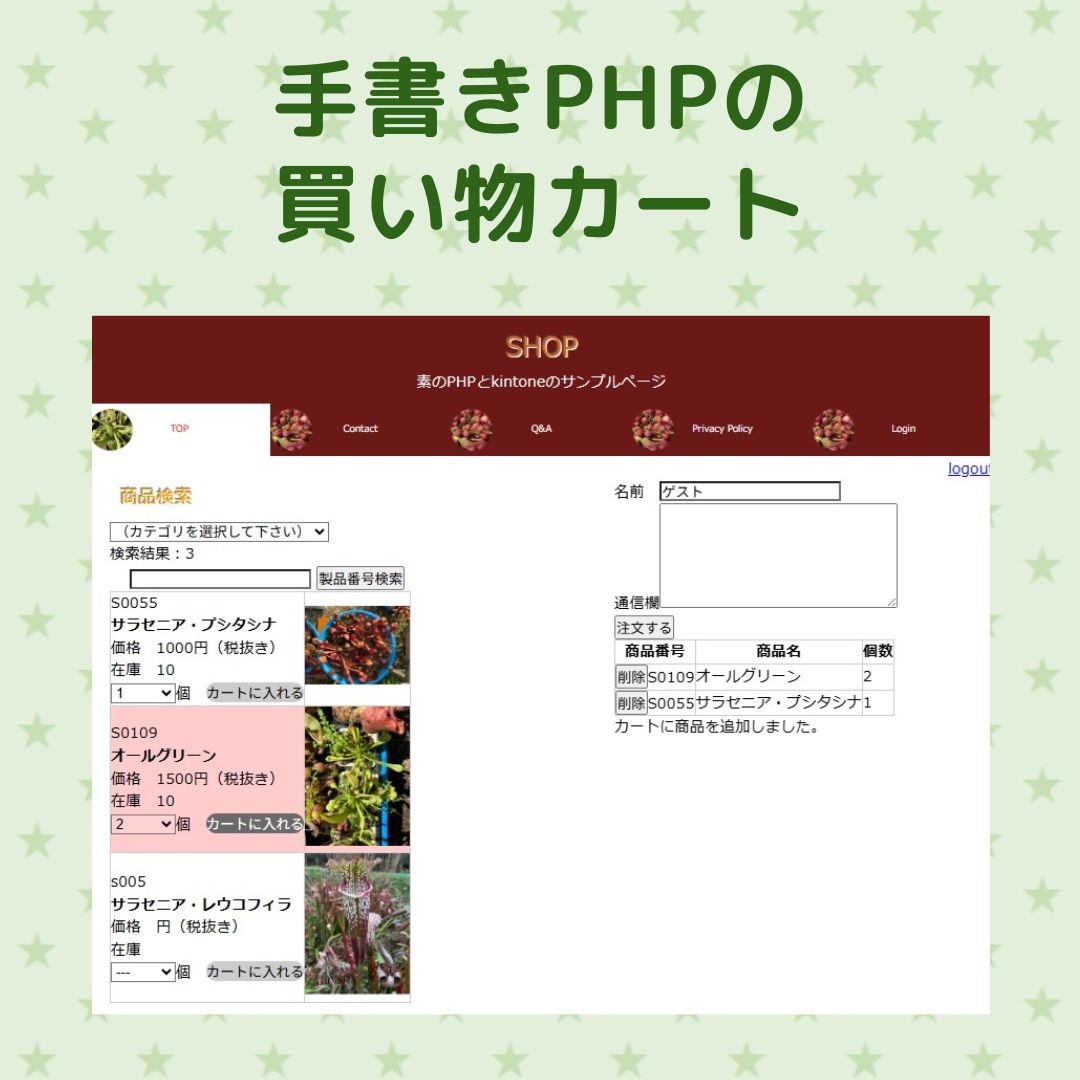 手書きPHPの
買い物カート
SHOP
素のPHPとkintoneのサンプルページ
TOP Contact Q&A Privacy Policy Login
logout
商品検索
（カテゴリを選択して下さい）
検索結果：3
製品番号検索
S0055
サラセニア・プシタシナ
価格　1000円（税抜き）
在庫　10
1 個 カートに入れる
S0109
オールグリーン
価格　1500円（税抜き）
在庫　10
2 個 カートに入れる
s005
サラセニア・レウコフィラ
価格　円（税抜き）
在庫
--- 個 カートに入れる
名前 ゲスト
通信欄
注文する
商品番号 商品名 個数
削除 S0109 オールグリーン 2
削除 S0055 サラセニア・プシタシナ 1
カートに商品を追加しました。